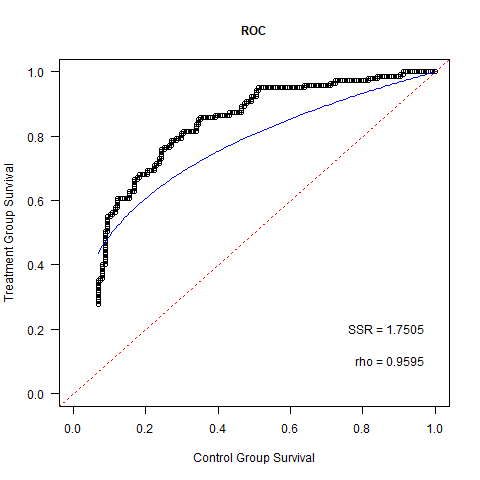 ROC
Treatment Group Survival
1.0
0.8
0.6
0.4
0.2
0.0
SSR = 1.7505
rho = 0.9595
0.0 0.2 0.4 0.6 0.8 1.0
Control Group Survival